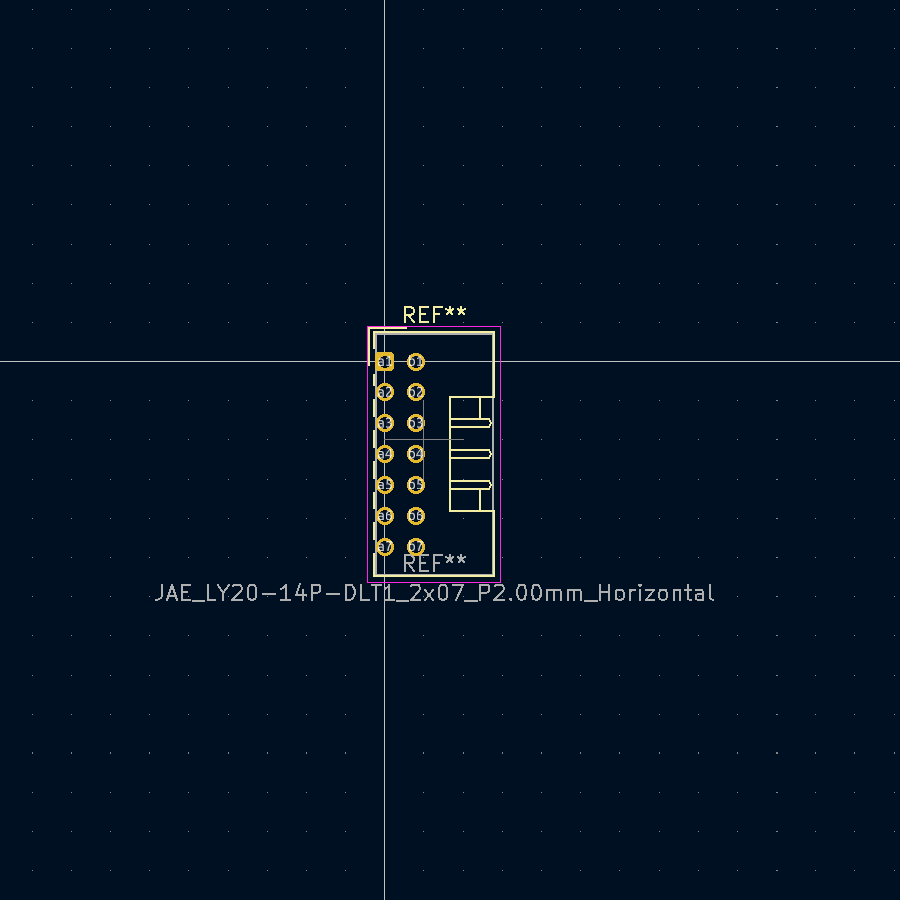 REF**
a1 b1
a2 b2
a3 b3
a4 b4
a5 b5
a6 b6
a7 b7
REF**
JAE_LY20-14P-DLT1_2x07_P2.00mm_Horizontal